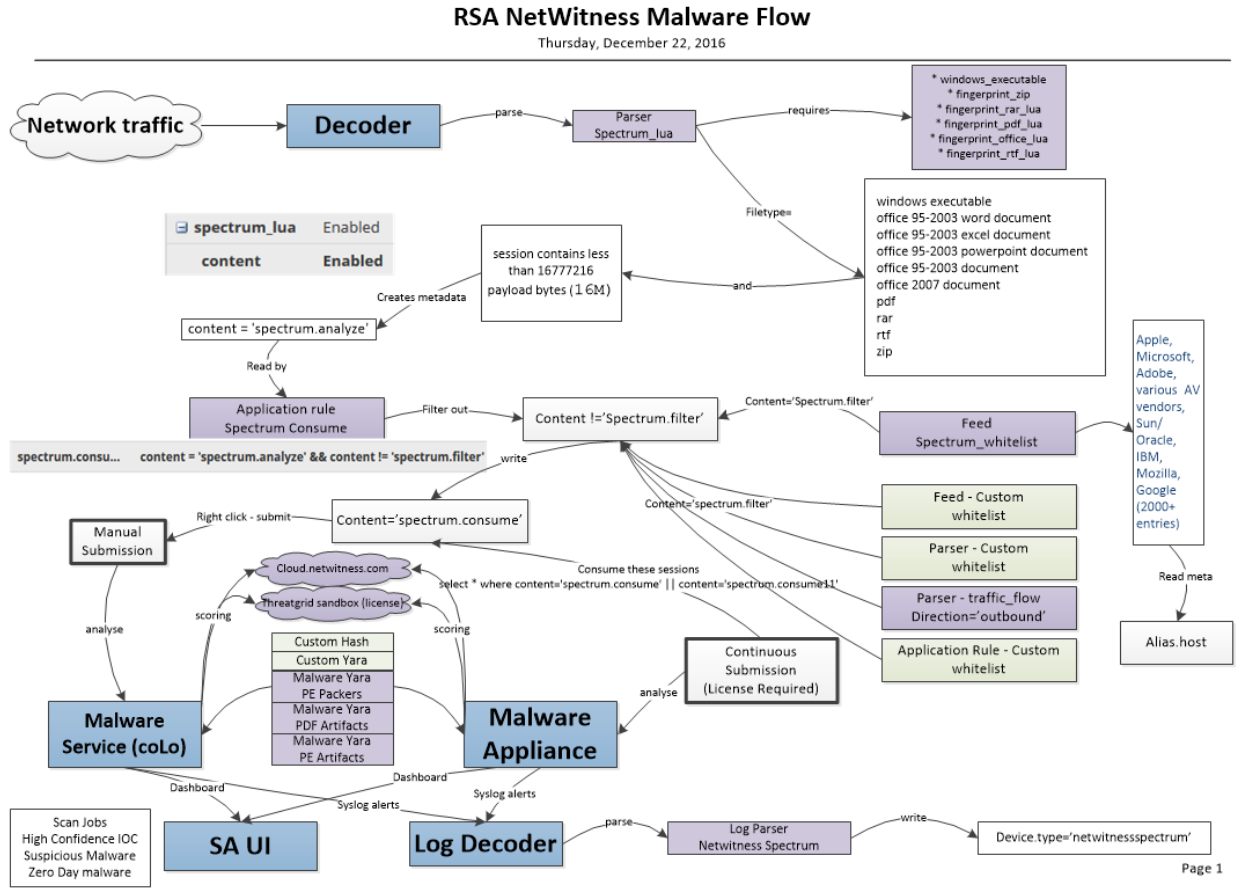 RSA NetWitness Malware Flow
Thursday, December 22, 2016
Network traffic
Decoder
parse
Parser
Spectrum_lua
requires
* windows_executable
* fingerprint_zip
* fingerprint_rar_lua
* fingerprint_pdf_lua
* fingerprint_office_lua
* fingerprint_rtf_lua
Filetype=
windows executable
office 95-2003 word document
office 95-2003 excel document
office 95-2003 powerpoint document
office 95-2003 document
office 2007 document
pdf
rar
rtf
zip
and
session contains less
than 16777216
payload bytes (16M)
spectrum_lua Enabled
content Enabled
Creates metadata
content = 'spectrum.analyze'
Read by
Application rule
Spectrum Consume
Filter out
Content !='Spectrum.filter'
Content='Spectrum.filter'
Feed
Spectrum_whitelist
Apple,
Microsoft,
Adobe,
various AV
vendors,
Sun/
Oracle,
IBM,
Mozilla,
Google
(2000+
entries)
Read meta
Alias.host
spectrum.consu... content = 'spectrum.analyze' && content != 'spectrum.filter'
write
Content='spectrum.filter'
Feed - Custom
whitelist
Parser - Custom
whitelist
Parser - traffic_flow
Direction='outbound'
Application Rule - Custom
whitelist
Content='spectrum.consume'
Right click - submit
Manual
Submission
analyse
Cloud.netwitness.com
Threatgrid sandbox (license)
scoring
scoring
Consume these sessions
select * where content='spectrum.consume' || content='spectrum.consume11'
Continuous
Submission
(License Required)
analyse
Custom Hash
Custom Yara
Malware Yara
PE Packers
Malware Yara
PDF Artifacts
Malware Yara
PE Artifacts
Malware
Service (coLo)
Malware
Appliance
Dashboard
Dashboard
Syslog alerts
Syslog alerts
Scan Jobs
High Confidence IOC
Suspicious Malware
Zero Day malware
SA UI
Log Decoder
parse
Log Parser
Netwitness Spectrum
write
Device.type='netwitnessspectrum'
Page 1